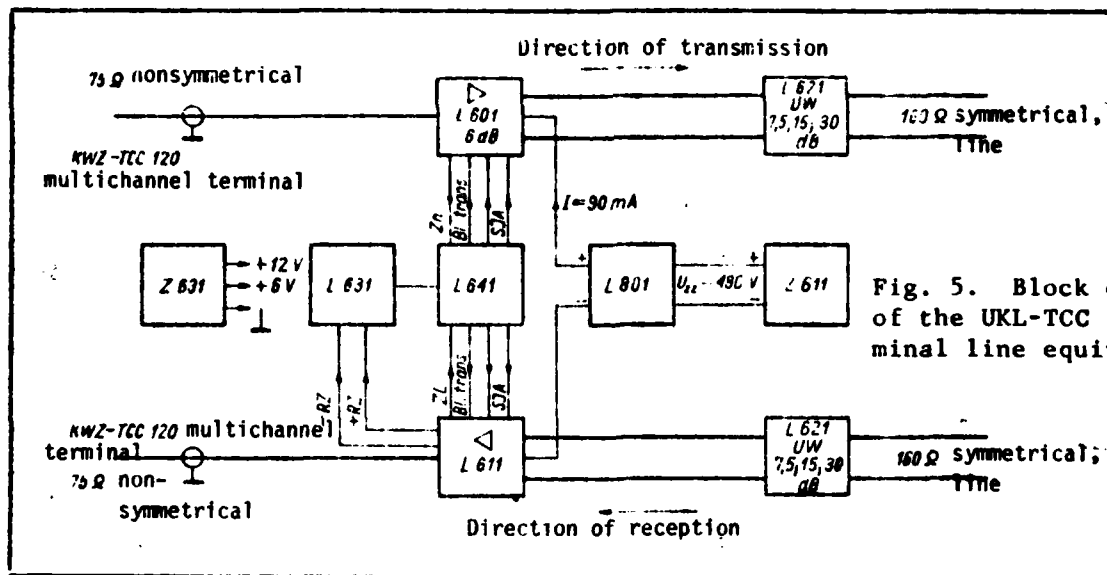 Direction of transmission
75 Ω nonsymmetrical
KWZ-TCC 120
multichannel terminal
L 601
6 dB
L 621
UW
7,5, 15, 30
dB
160 Ω symmetrical,
line
Bl trans
SJA
I≈90 mA
Z 631
+12 V
+6 V
L 631
L 641
+
L 801
+
-
Fig. 5. Block
of the UKL-TCC
minal line equi
-RZ
+RZ
ZL
Bl trans
SJA
KWZ-TCC 120 multichannel
terminal
75 Ω non-
symmetrical
L 611
L 621
UW
7,5, 15, 30
dB
160 Ω symmetrical,
line
Direction of reception